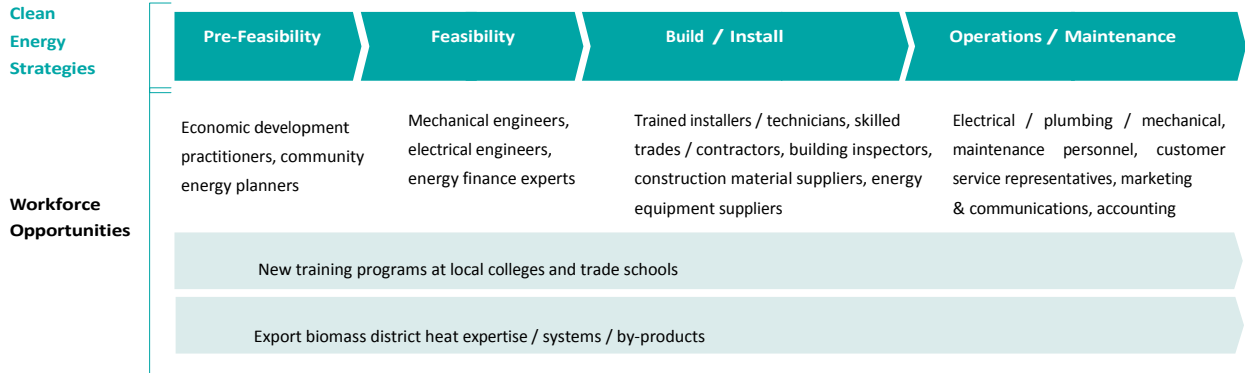 Clean
Energy
Strategies
Pre-Feasibility
Feasibility
Build / Install
Operations / Maintenance
Workforce
Opportunities
Economic development
practitioners, community
energy planners
Mechanical engineers,
electrical engineers,
energy finance experts
Trained installers / technicians, skilled
trades / contractors, building inspectors,
construction material suppliers, energy
equipment suppliers
Electrical / plumbing / mechanical,
maintenance personnel, customer
service representatives, marketing
& communications, accounting
New training programs at local colleges and trade schools
Export biomass district heat expertise / systems / by-products